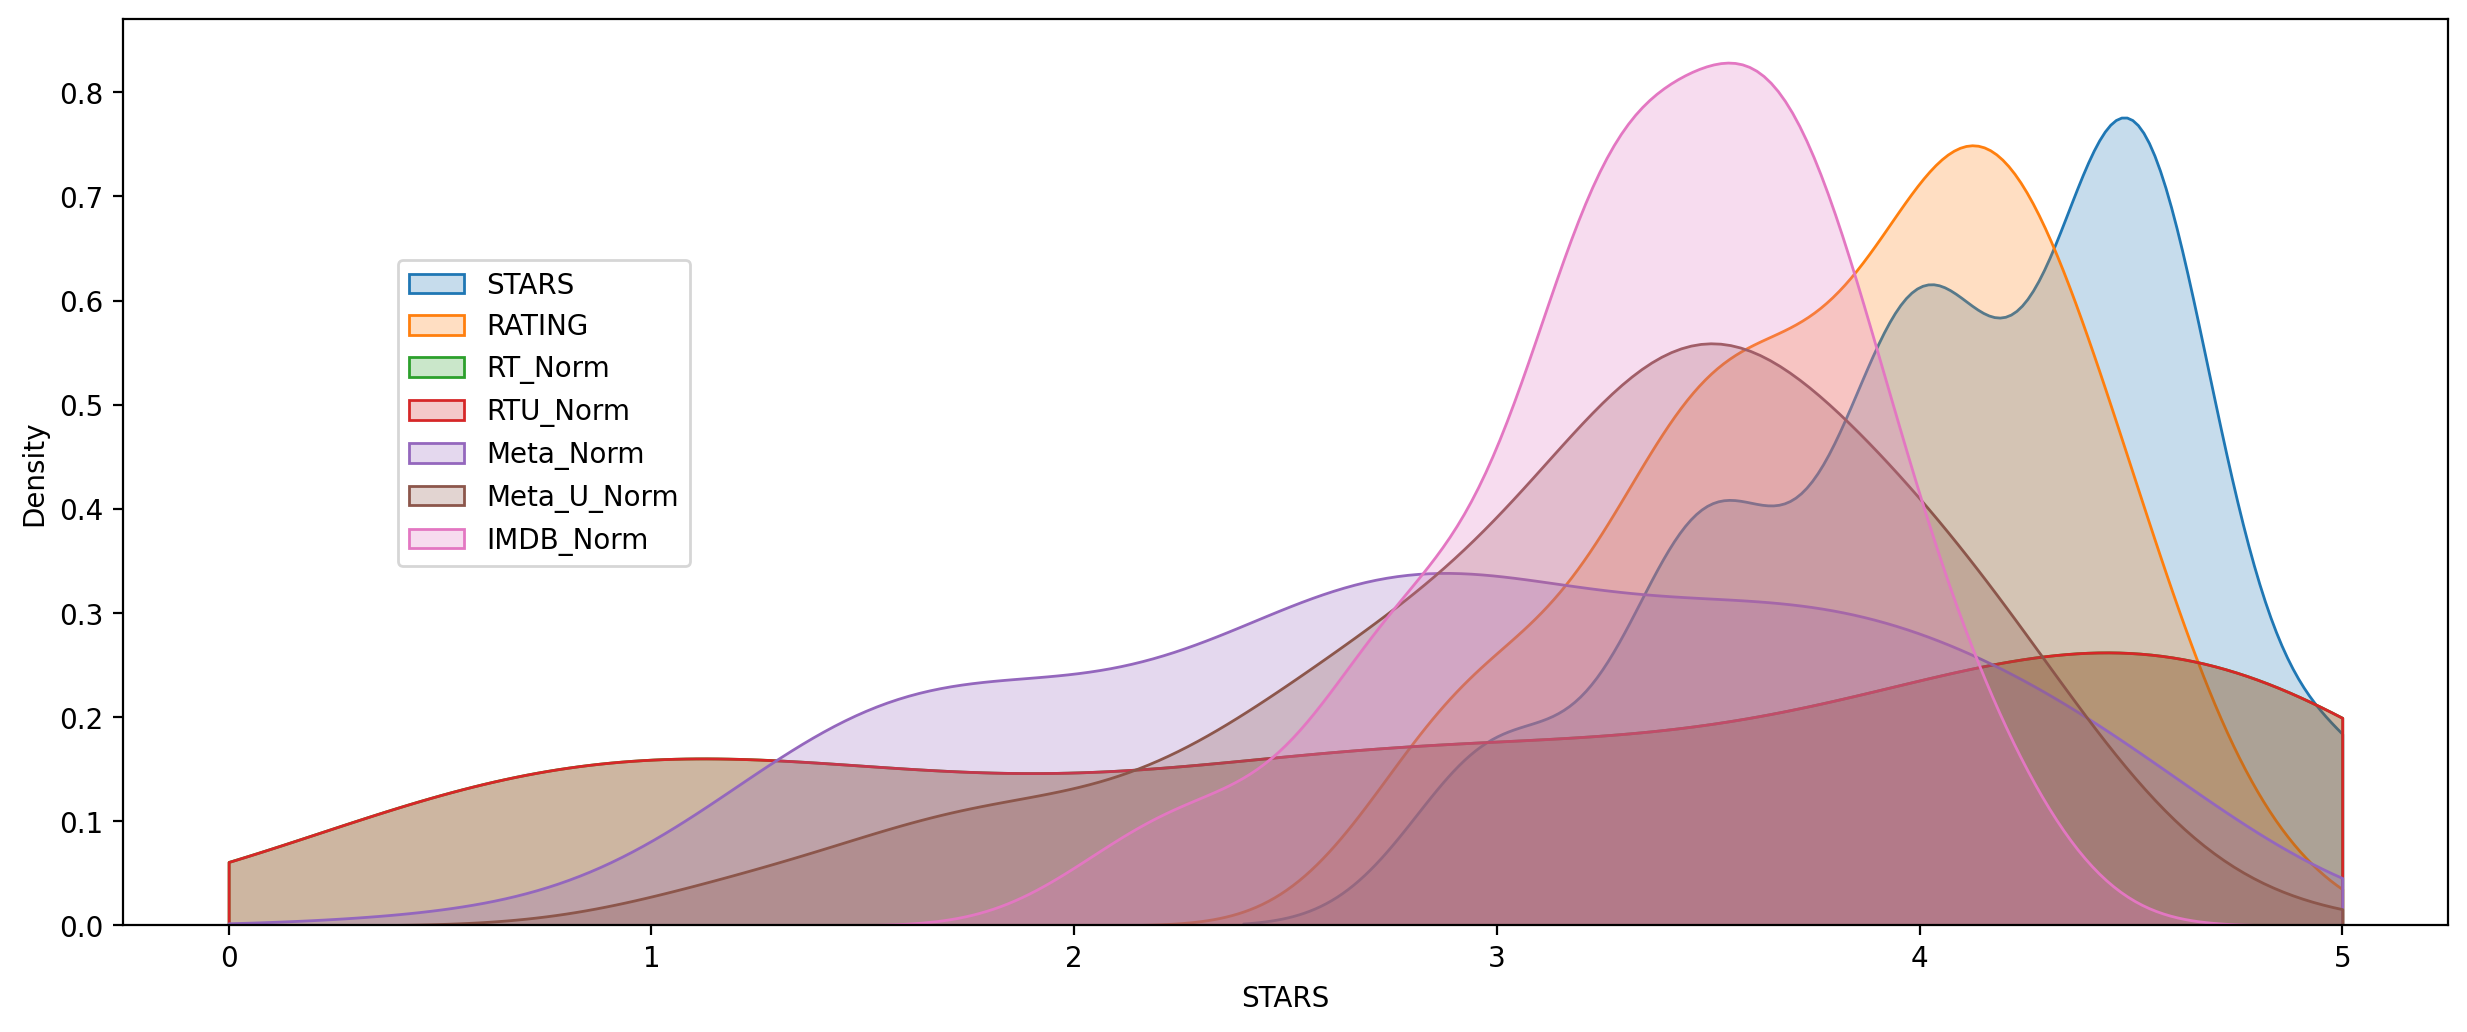 0.8
0.7
0.6
0.5
0.4
0.3
0.2
0.1
0.0
Density
STARS
RATING
RT_Norm
RTU_Norm
Meta_Norm
Meta_U_Norm
IMDB_Norm
0 1 2 3 4 5
STARS